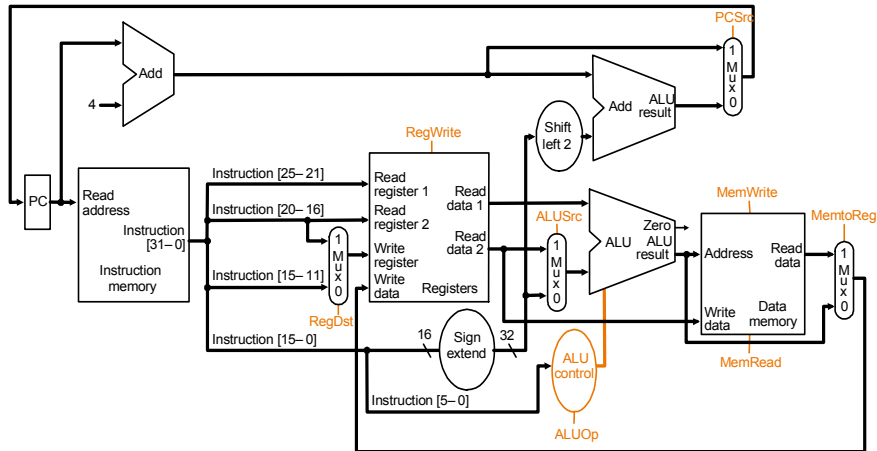 PCSrc
1
M
u
x
0
Add
4
Add
ALU
result
Shift
left 2
RegWrite
PC
Read
address
Instruction
[31–0]
Instruction
memory
Instruction [25–21]
Instruction [20–16]
Instruction [15–11]
Instruction [15–0]
1
M
u
x
0
RegDst
Read
register 1
Read
register 2
Write
register
Write
data
Read
data 1
Read
data 2
Registers
ALUSrc
1
M
u
x
0
Zero
ALU
ALU
result
MemWrite
Address
Read
data
Write
data
Data
memory
MemRead
MemtoReg
1
M
u
x
0
16
Sign
extend
32
ALU
control
Instruction [5–0]
ALUOp